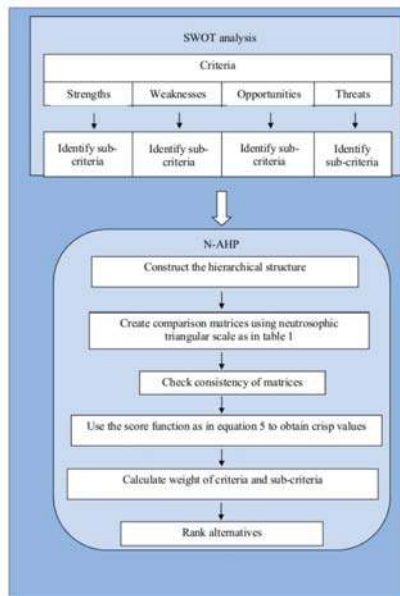 SWOT analysis
Criteria
Strengths
Weaknesses
Opportunities
Threats
Identify sub-
criteria
Identify sub-
criteria
Identify sub-
criteria
Identify
sub-criteria
N-AHP
Construct the hierarchical structure
Create comparison matrices using neutrosophic
triangular scale as in table 1
Check consistency of matrices
Use the score function as in equation 5 to obtain crisp values
Calculate weight of criteria and sub-criteria
Rank alternatives